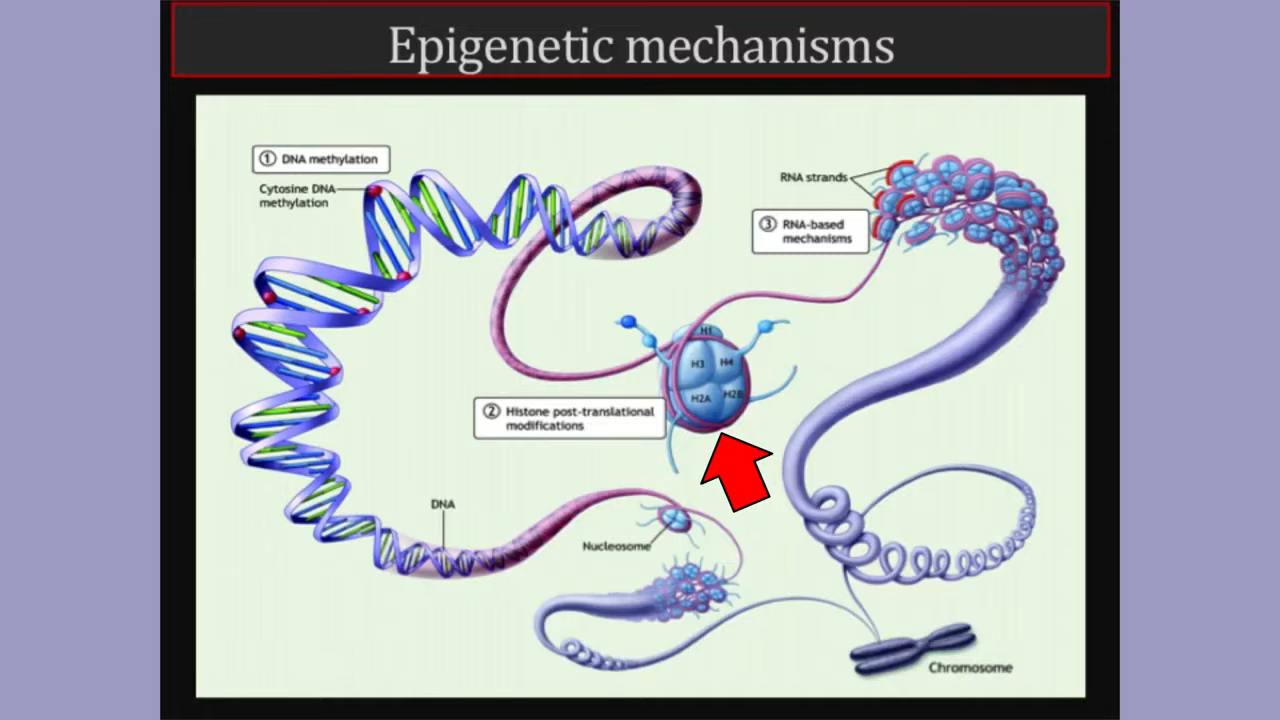 Epigenetic mechanisms
① DNA methylation
Cytosine DNA
methylation
RNA strands
③ RNA-based
mechanisms
H1
H3 H4
H2A H2B
② Histone post-translational
modifications
DNA
Nucleosome
Chromosome